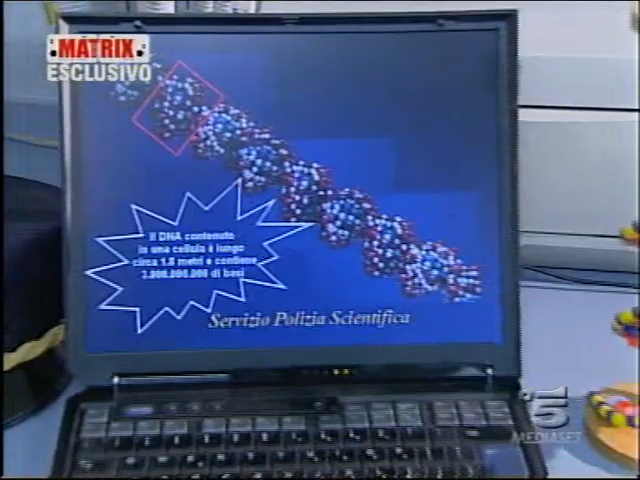 MATRIX
ESCLUSIVO
Il DNA contenuto
in una cellula è lungo
circa 1.8 metri e contiene
3.000.000.000 di basi
Servizio Polizia Scientifica
5
MEDIASET